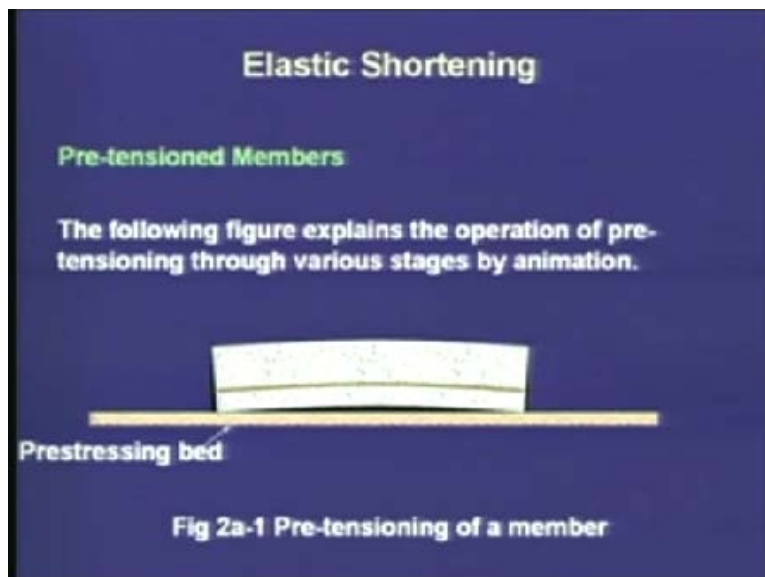 Elastic Shortening
Pre-tensioned Members
The following figure explains the operation of pre-
tensioning through various stages by animation.
Prestressing bed
Fig 2a-1 Pre-tensioning of a member